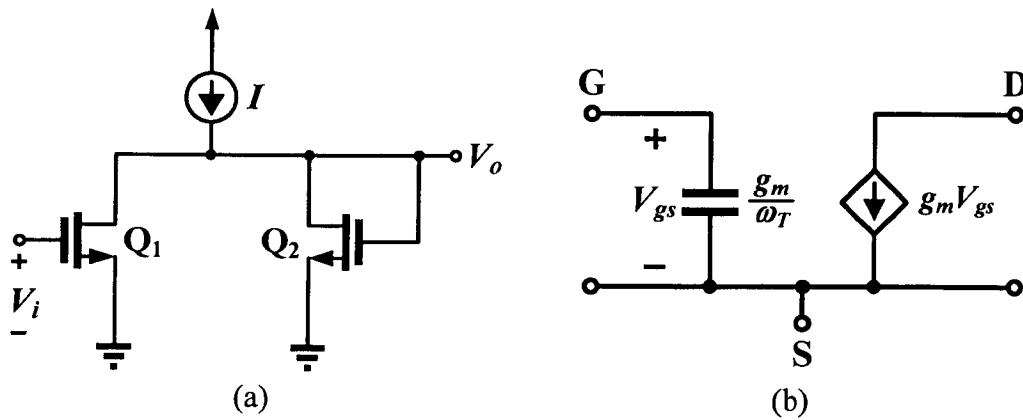 I
V_o
Q_1
Q_2
+
V_i
−
(a)
G
D
+
V_gs
g_m/ω_T
g_mV_gs
−
S
(b)